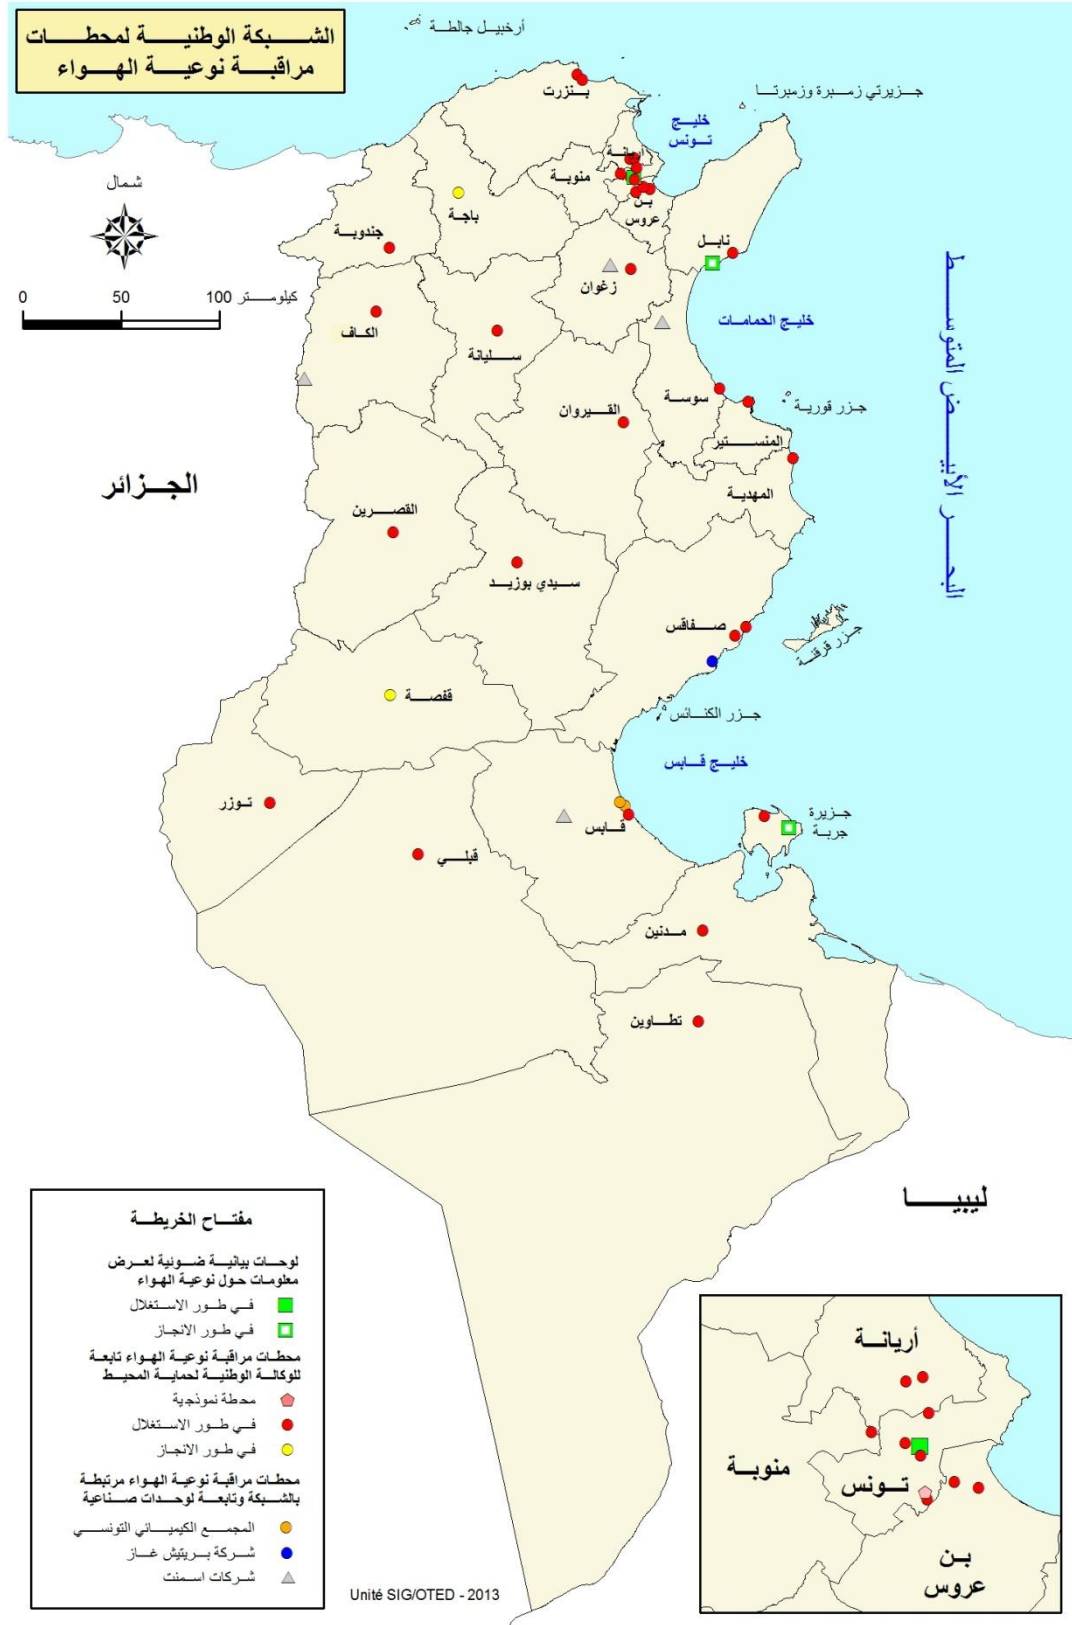 الشبكة الوطنية لمحطات
مراقبة نوعية الهواء
أرخبيل جالطة
بنزرت
جزيرتي زمبرة وزمبرتا
خليج
تونس
اريانة
منوبة
بن
عروس
شمال
باجة
جندوبة
نابل
زغوان
0 50 100 كيلومتر
الكاف
سليانة
خليج الحمامات
البحر الأبيض المتوسط
سوسة
جزر قورية
القيروان
المنستير
المهدية
الجزائر
القصرين
سيدي بوزيد
صفاقس
جزر قرقنة
قفصة
جزر الكنائس
خليج قابس
توزر
قابس
جزيرة
جربة
قبلي
مدنين
تطاوين
ليبيا
مفتاح الخريطة
لوحات بيانية ضوئية لعرض
معلومات حول نوعية الهواء
في طور الاستغلال
في طور الانجاز
محطات مراقبة نوعية الهواء تابعة
للوكالة الوطنية لحماية المحيط
محطة نموذجية
في طور الاستغلال
في طور الانجاز
محطات مراقبة نوعية الهواء مرتبطة
بالشبكة وتابعة لوحدات صناعية
المجمع الكيميائي التونسي
شركة بريتيش غاز
شركات اسمنت
Unité SIG/OTED - 2013
أريانة
منوبة
تونس
بن
عروس